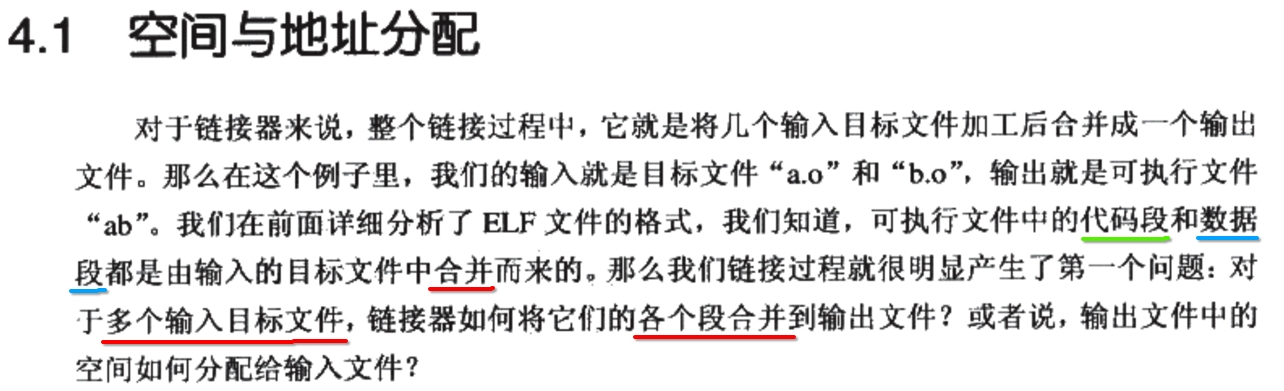 4.1 空间与地址分配
对于链接器来说，整个链接过程中，它就是将几个输入目标文件加工后合并成一个输出
文件。那么在这个例子里，我们的输入就是目标文件“a.o”和“b.o”，输出就是可执行文件
“ab”。我们在前面详细分析了 ELF 文件的格式，我们知道，可执行文件中的代码段和数据
段都是由输入的目标文件中合并而来的。那么我们链接过程就很明显产生了第一个问题：对
于多个输入目标文件，链接器如何将它们的各个段合并到输出文件？或者说，输出文件中的
空间如何分配给输入文件？